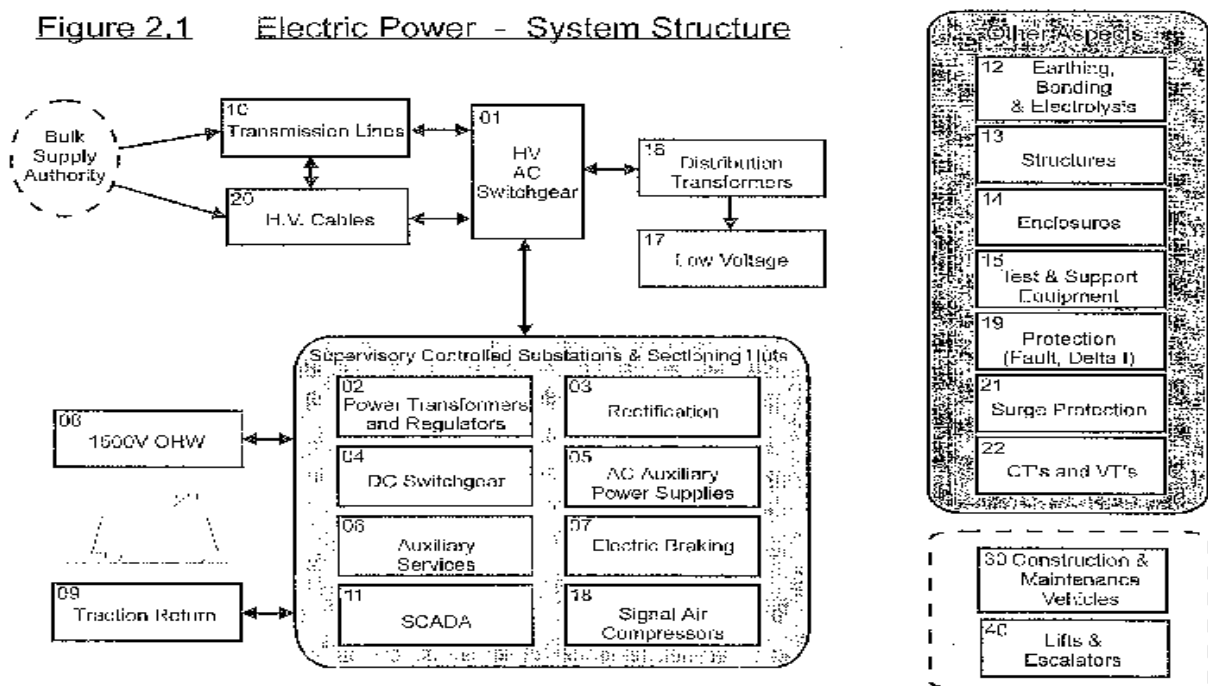 Figure 2.1 Electric Power - System Structure
Bulk
Supply
Authority
10
Transmission Lines
20
H.V. Cables
01
HV
AC
Switchgear
16
Distribution
Transformers
17
Low Voltage
Supervisory Controlled Substations & Sectioning Huts
02
Power Transformers
and Regulators
03
Rectification
04
DC Switchgear
05
AC Auxiliary
Power Supplies
06
Auxiliary
Services
07
Electric Braking
11
SCADA
18
Signal Air
Compressors
08
1500V OHW
09
Traction Return
Other Aspects
12 Earthing,
Bonding
& Electrolysis
13
Structures
14
Enclosures
15
Test & Support
Equipment
19
Protection
(Fault, Delta I)
21
Surge Protection
22
CT's and VT's
30 Construction &
Maintenance
Vehicles
40
Lifts &
Escalators